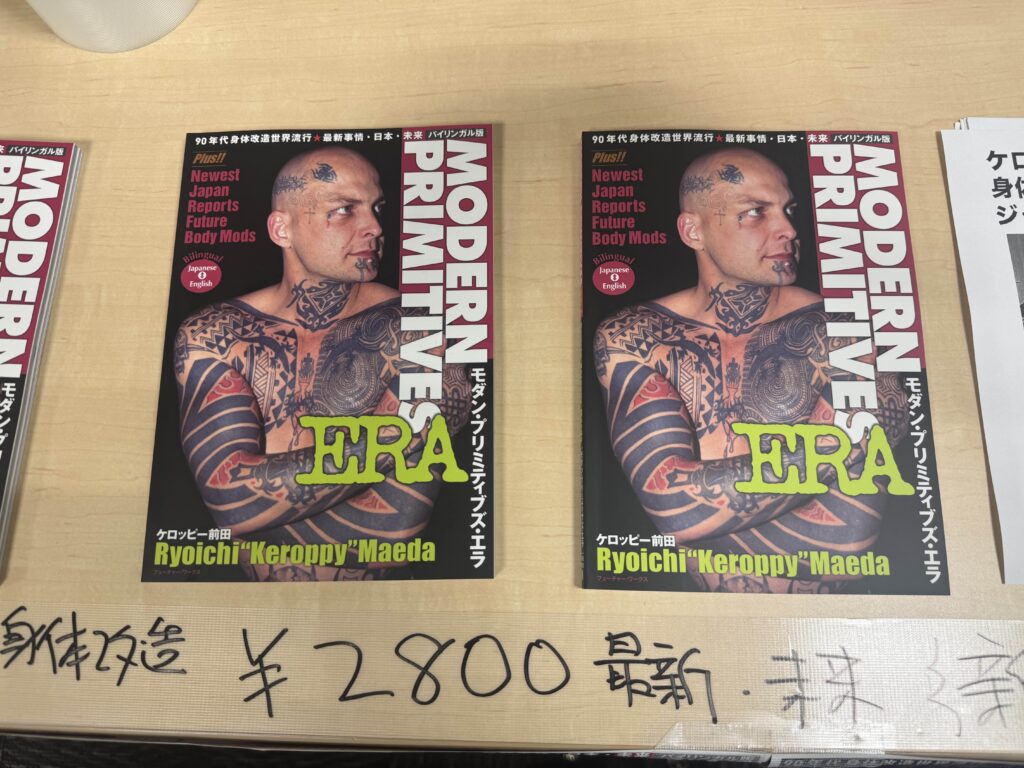 90年代身体改造世界流行★最新事情・日本・未来 バイリンガル版
Plus!!
Newest
Japan
Reports
Future
Body Mods
Bilingual
Japanese
&
English
MODERN
PRIMITIVES
ERA
モダン・プリミティブズ・エラ
ケロッピー前田
Ryoichi“Keroppy”Maeda
フューチャー・ワークス
90年代身体改造世界流行★最新事情・日本・未来 バイリンガル版
Plus!!
Newest
Japan
Reports
Future
Body Mods
Bilingual
Japanese
&
English
MODERN
PRIMITIVES
ERA
モダン・プリミティブズ・エラ
ケロッピー前田
Ryoichi“Keroppy”Maeda
フューチャー・ワークス
MODERN
ケロ
身体
ジ
身体改造 ¥2800 最新・未来